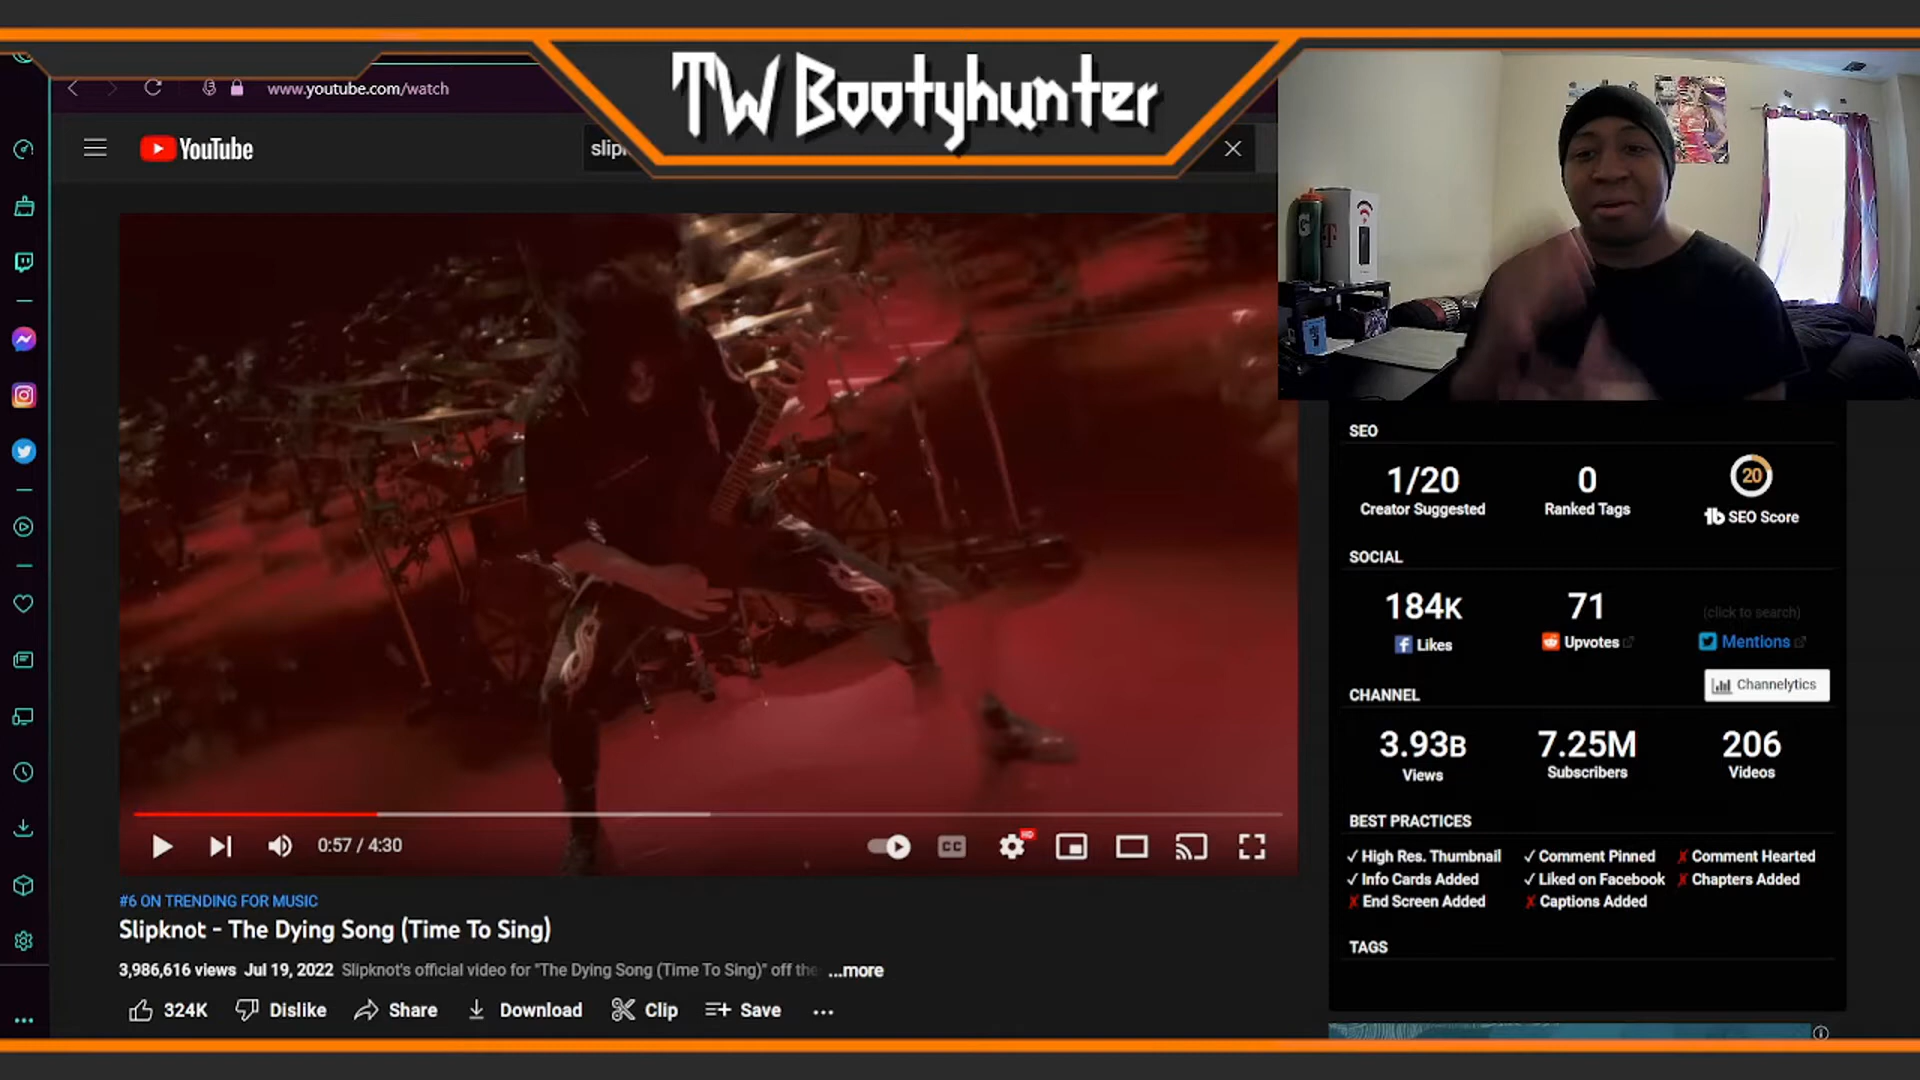 TW Bootyhunter
www.youtube.com/watch
YouTube
slip
G
T
SEO
1/20
Creator Suggested
0
Ranked Tags
20
SEO Score
SOCIAL
184K
Likes
71
Upvotes
(click to search)
Mentions
Channelytics
CHANNEL
3.93B
Views
7.25M
Subscribers
206
Videos
BEST PRACTICES
High Res. Thumbnail
Comment Pinned
Comment Hearted
Info Cards Added
Liked on Facebook
Chapters Added
End Screen Added
Captions Added
TAGS
0:57 / 4:30
CC
HD
#6 ON TRENDING FOR MUSIC
Slipknot - The Dying Song (Time To Sing)
3,986,616 views Jul 19, 2022 Slipknot's official video for "The Dying Song (Time To Sing)" off the ...more
324K
Dislike
Share
Download
Clip
Save